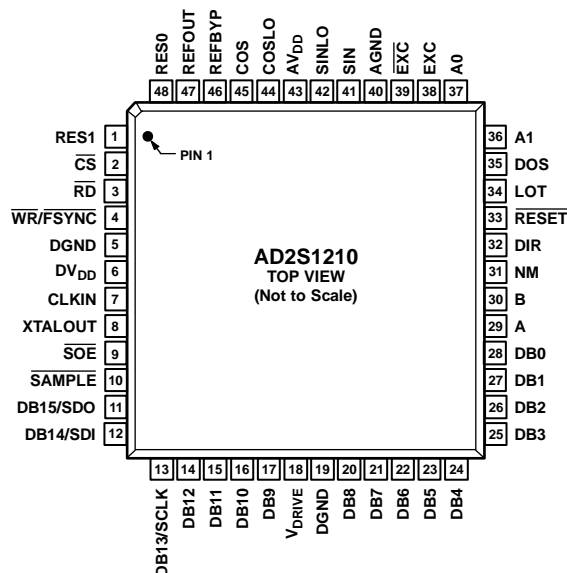 RES0
REFOUT
REFBYP
COS
COSLO
AVDD
SINLO
SIN
AGND
EXC
EXC
A0
48 47 46 45 44 43 42 41 40 39 38 37
RES1 1
CS 2
RD 3
WR/FSYNC 4
DGND 5
DVDD 6
CLKIN 7
XTALOUT 8
SOE 9
SAMPLE 10
DB15/SDO 11
DB14/SDI 12
PIN 1
AD2S1210
TOP VIEW
(Not to Scale)
36 A1
35 DOS
34 LOT
33 RESET
32 DIR
31 NM
30 B
29 A
28 DB0
27 DB1
26 DB2
25 DB3
13 14 15 16 17 18 19 20 21 22 23 24
DB13/SCLK
DB12
DB11
DB10
DB9
VDRIVE
DGND
DB8
DB7
DB6
DB5
DB4